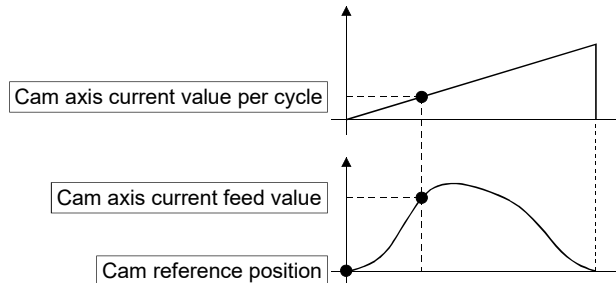 Cam axis current value per cycle
Cam axis current feed value
Cam reference position